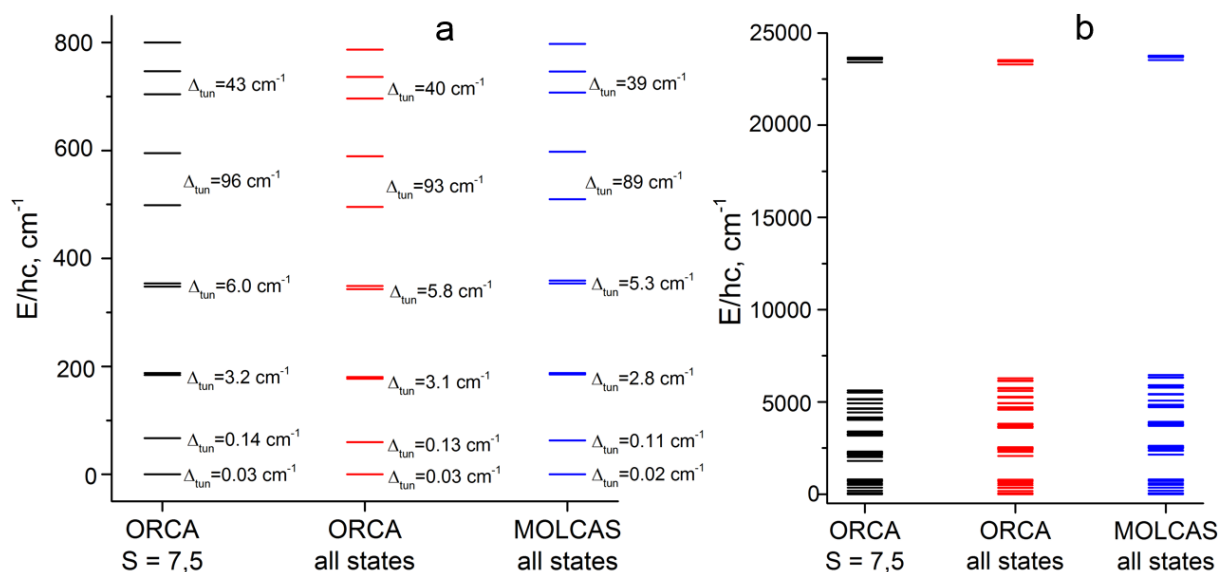 a
E/hc, cm-1
800
600
400
200
0
Δtun=43 cm-1
Δtun=96 cm-1
Δtun=6.0 cm-1
Δtun=3.2 cm-1
Δtun=0.14 cm-1
Δtun=0.03 cm-1
Δtun=40 cm-1
Δtun=93 cm-1
Δtun=5.8 cm-1
Δtun=3.1 cm-1
Δtun=0.13 cm-1
Δtun=0.03 cm-1
Δtun=39 cm-1
Δtun=89 cm-1
Δtun=5.3 cm-1
Δtun=2.8 cm-1
Δtun=0.11 cm-1
Δtun=0.02 cm-1
ORCA
S = 7,5
ORCA
all states
MOLCAS
all states
b
E/hc, cm-1
25000
20000
15000
10000
5000
0
ORCA
S = 7,5
ORCA
all states
MOLCAS
all states